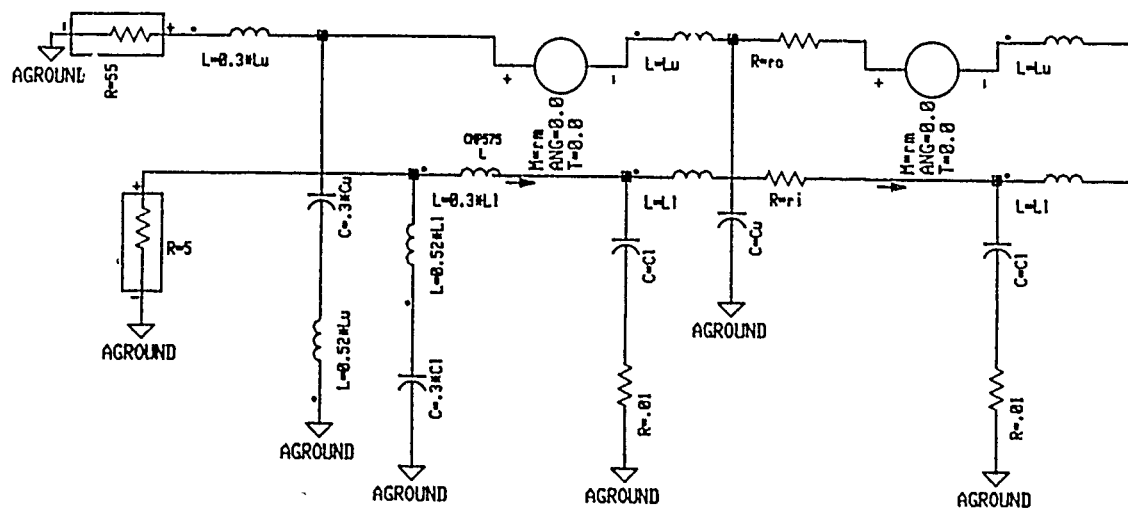 AGROUND
R=55
L=0.3*Lu
M=rm
ANG=0.0
T=0.0
L=Lu
R=ro
M=rm
ANG=0.0
T=0.0
L=Lu
R=5
AGROUND
C=.3*Cu
L=0.52*Lu
AGROUND
CMP575
L
L=0.3*Ll
L=0.52*Ll
C=.3*Cl
AGROUND
L=Ll
C=Cl
R=.01
AGROUND
R=ri
C=Cu
AGROUND
L=Ll
C=Cl
R=.01
AGROUND